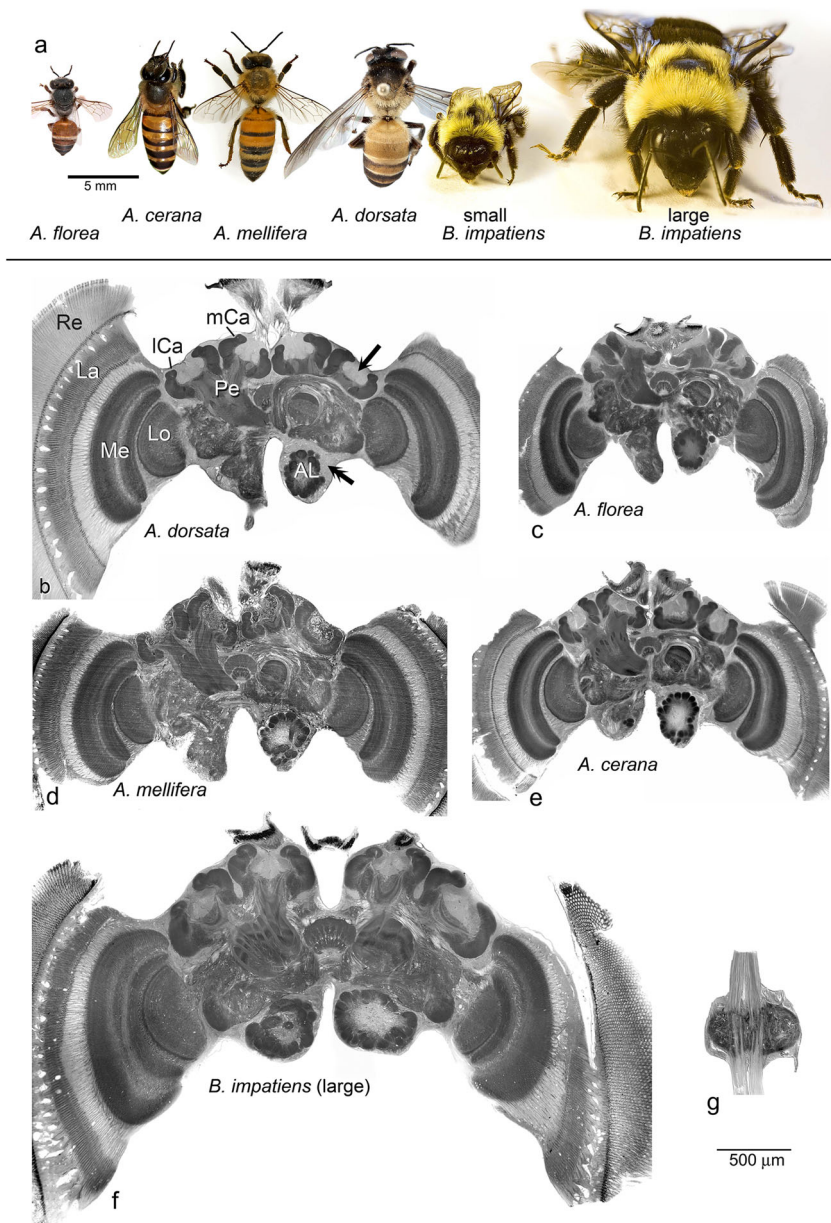 a
5 mm
A. florea
A. cerana
A. mellifera
A. dorsata
small
B. impatiens
large
B. impatiens
Re
La
lCa
mCa
Pe
Me
Lo
AL
A. dorsata
b
A. florea
c
A. mellifera
d
A. cerana
e
B. impatiens (large)
f
g
500 µm